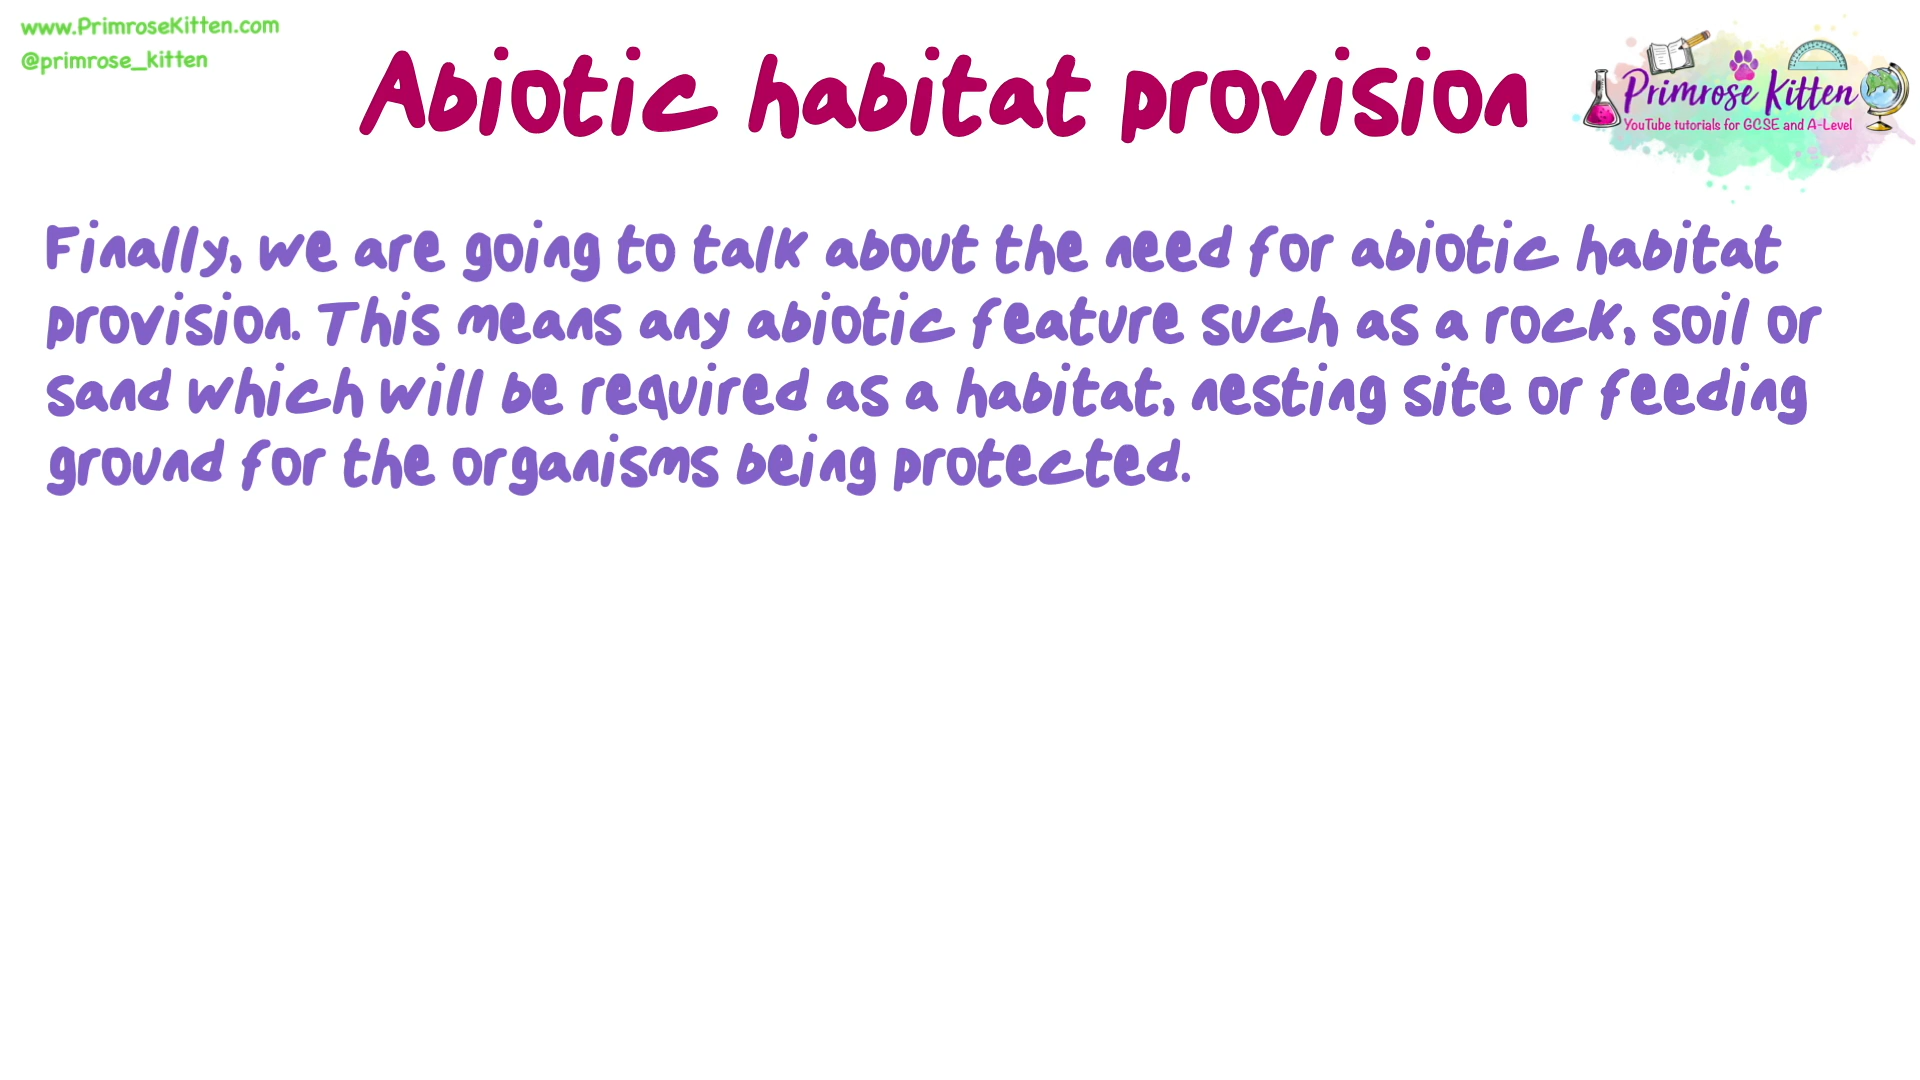 www.PrimroseKitten.com
@primrose_kitten
Abiotic habitat provision
Primrose Kitten
YouTube tutorials for GCSE and A-Level
Finally, we are going to talk about the need for abiotic habitat
provision. This means any abiotic feature such as a rock, soil or
sand which will be required as a habitat, nesting site or feeding
ground for the organisms being protected.